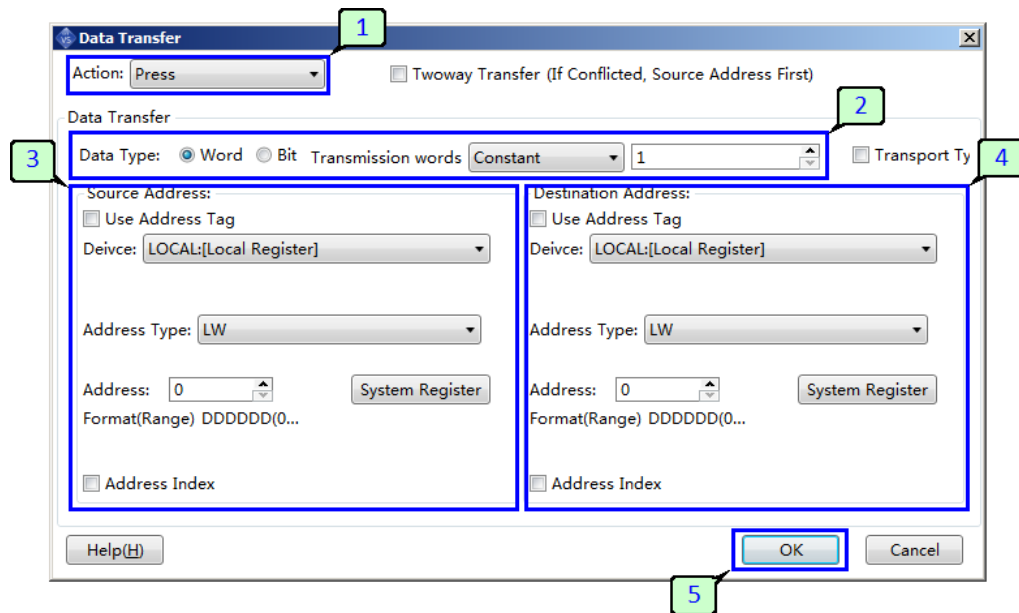 1
Data Transfer
Action: Press
Twoway Transfer (If Conflicted, Source Address First)
Data Transfer
2
3
Data Type: Word Bit Transmission words Constant 1
Transport Ty
4
Source Address:
Use Address Tag
Deivce: LOCAL:[Local Register]
Address Type: LW
Address: 0 System Register
Format(Range) DDDDDD(0...
Address Index
Destination Address:
Use Address Tag
Deivce: LOCAL:[Local Register]
Address Type: LW
Address: 0 System Register
Format(Range) DDDDDD(0...
Address Index
Help(H)
OK
Cancel
5